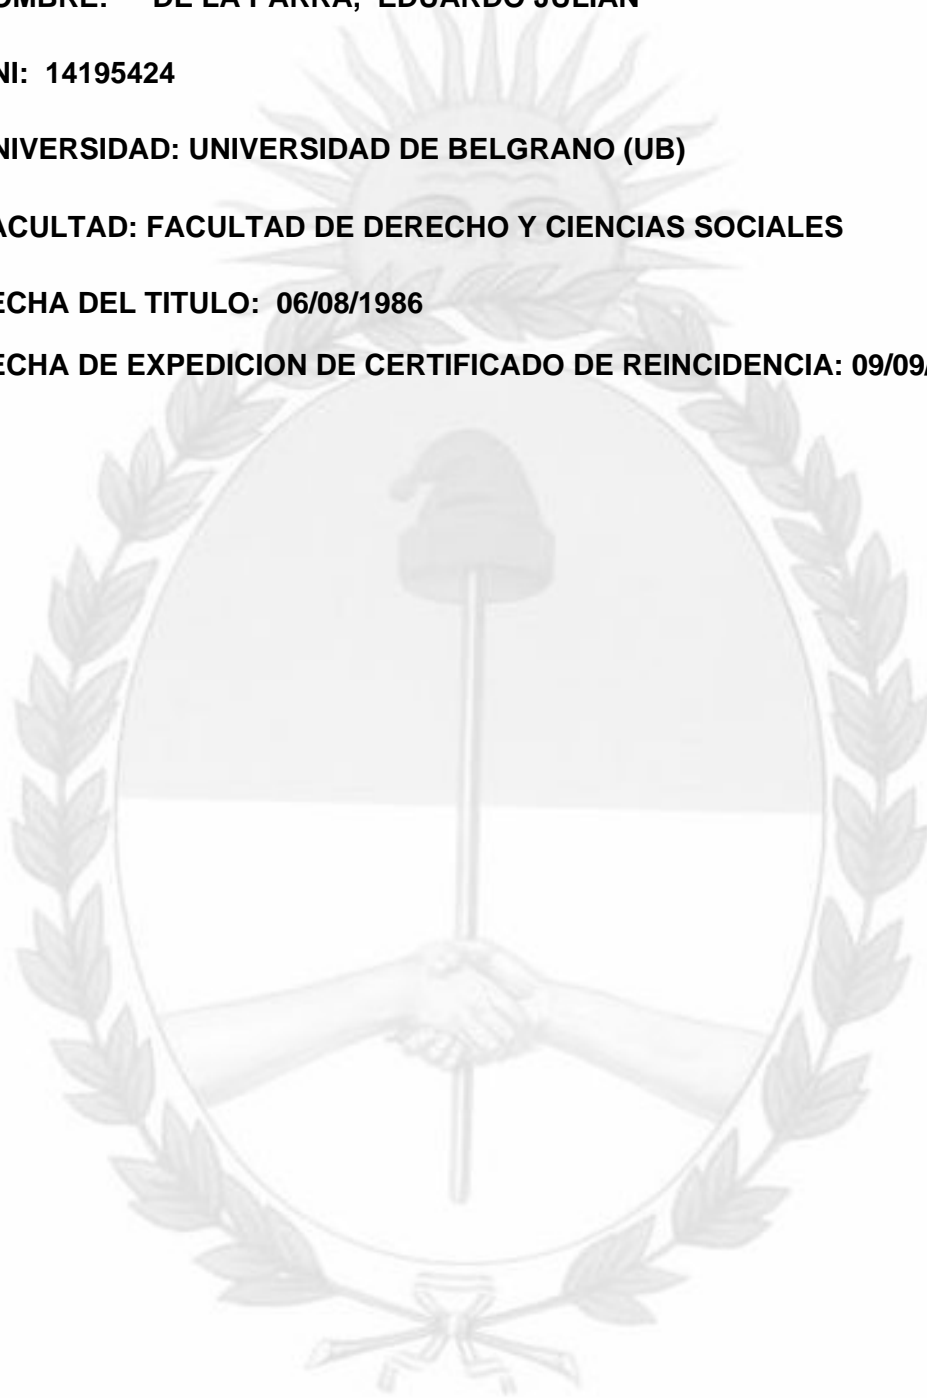 OMBRE: DE LA PARRA, EDUARDO JULIAN
NI: 14195424
NIVERSIDAD: UNIVERSIDAD DE BELGRANO (UB)
ACULTAD: FACULTAD DE DERECHO Y CIENCIAS SOCIALES
ECHA DEL TITULO: 06/08/1986
ECHA DE EXPEDICION DE CERTIFICADO DE REINCIDENCIA: 09/09/